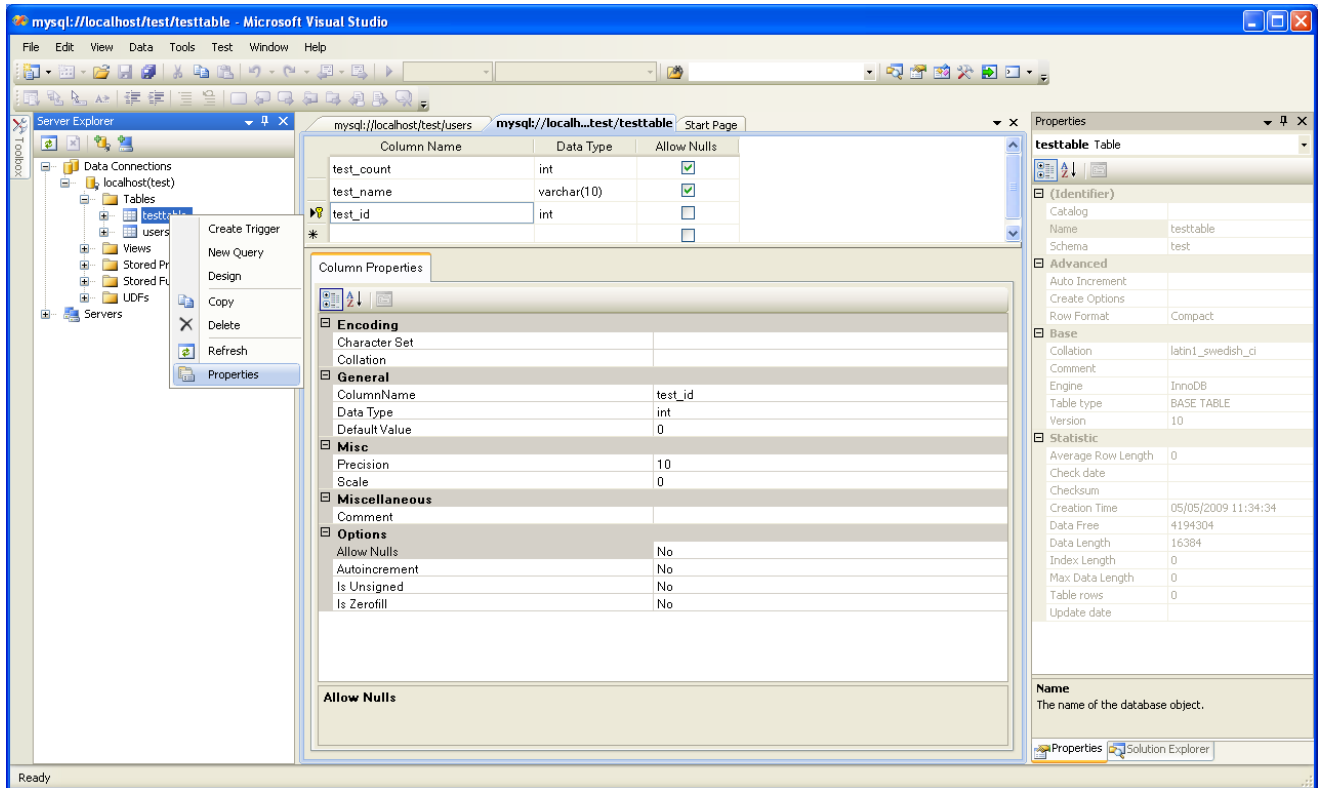 mysql://localhost/test/testtable - Microsoft Visual Studio
File Edit View Data Tools Test Window Help
Toolbox
Server Explorer
Data Connections
localhost(test)
Tables
testtable
users
Views
Stored Pr
Stored Fu
UDFs
Servers
Create Trigger
New Query
Design
Copy
Delete
Refresh
Properties
mysql://localhost/test/users mysql://localh...test/testtable Start Page
Column Name Data Type Allow Nulls
test_count int
test_name varchar(10)
test_id int
Column Properties
Encoding
Character Set
Collation
General
ColumnName test_id
Data Type int
Default Value 0
Misc
Precision 10
Scale 0
Miscellaneous
Comment
Options
Allow Nulls No
Autoincrement No
Is Unsigned No
Is Zerofill No
Allow Nulls
Properties
testtable Table
(Identifier)
Catalog
Name testtable
Schema test
Advanced
Auto Increment
Create Options
Row Format Compact
Base
Collation latin1_swedish_ci
Comment
Engine InnoDB
Table type BASE TABLE
Version 10
Statistic
Average Row Length 0
Check date
Checksum
Creation Time 05/05/2009 11:34:34
Data Free 4194304
Data Length 16384
Index Length 0
Max Data Length 0
Table rows 0
Update date
Name
The name of the database object.
Properties Solution Explorer
Ready